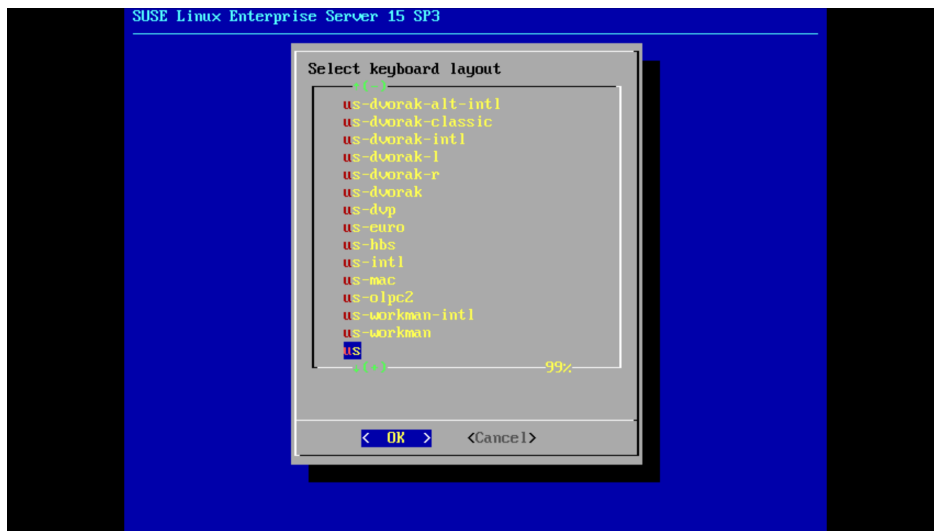 SUSE Linux Enterprise Server 15 SP3
Select keyboard layout
↑(-)
us-dvorak-alt-intl
us-dvorak-classic
us-dvorak-intl
us-dvorak-l
us-dvorak-r
us-dvorak
us-dvp
us-euro
us-hbs
us-intl
us-mac
us-olpc2
us-workman-intl
us-workman
us
↓(+) 99%
< OK > <Cancel>